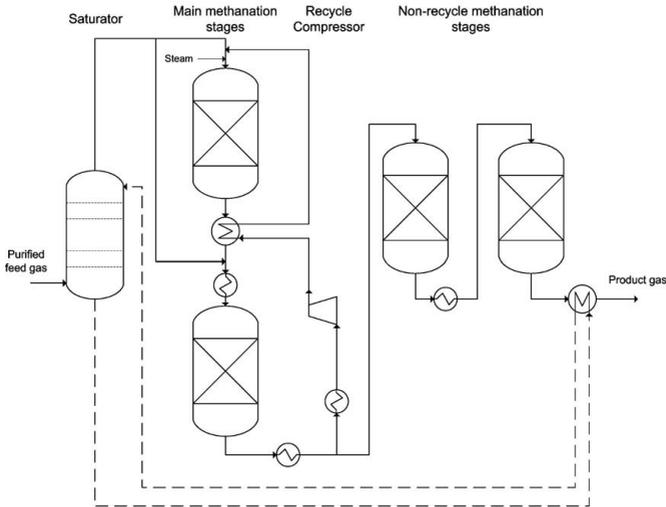 Saturator
Main methanation
stages
Recycle
Compressor
Non-recycle methanation
stages
Steam
Purified
feed gas
Product gas